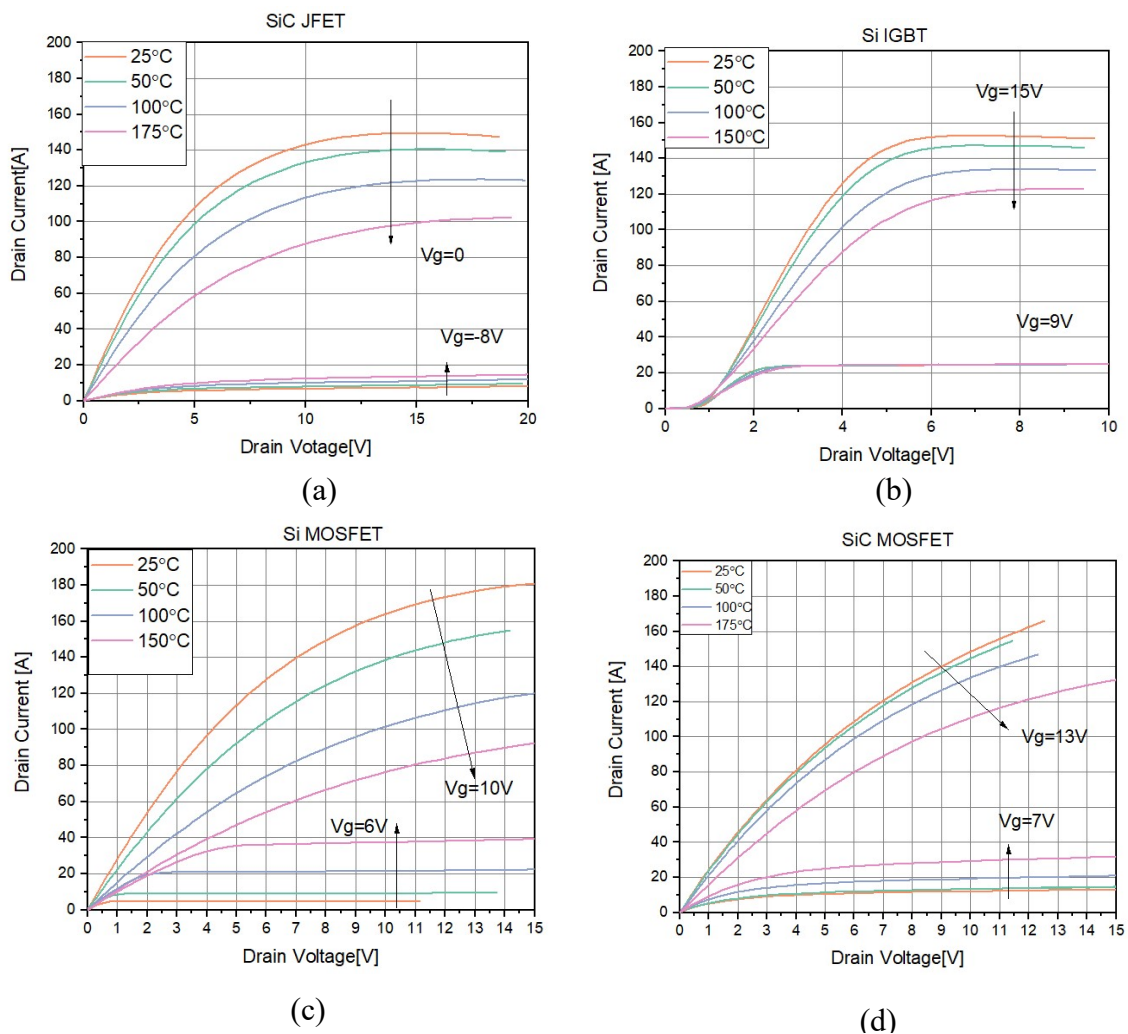 SiC JFET
200
180
160
140
120
100
80
60
40
20
0
Drain Current[A]
25°C
50°C
100°C
175°C
Vg=0
Vg=-8V
0
5
10
15
20
Drain Votage[V]
(a)
Si IGBT
200
180
160
140
120
100
80
60
40
20
0
Drain Current [A]
25°C
50°C
100°C
150°C
Vg=15V
Vg=9V
0
2
4
6
8
10
Drain Voltage[V]
(b)
Si MOSFET
200
180
160
140
120
100
80
60
40
20
0
Drain Current [A]
25°C
50°C
100°C
150°C
Vg=10V
Vg=6V
0 1 2 3 4 5 6 7 8 9 10 11 12 13 14 15
Drain Voltage[V]
(c)
SiC MOSFET
200
180
160
140
120
100
80
60
40
20
0
Drain Current [A]
25°C
50°C
100°C
175°C
Vg=13V
Vg=7V
0 1 2 3 4 5 6 7 8 9 10 11 12 13 14 15
Drain Voltage[V]
(d)